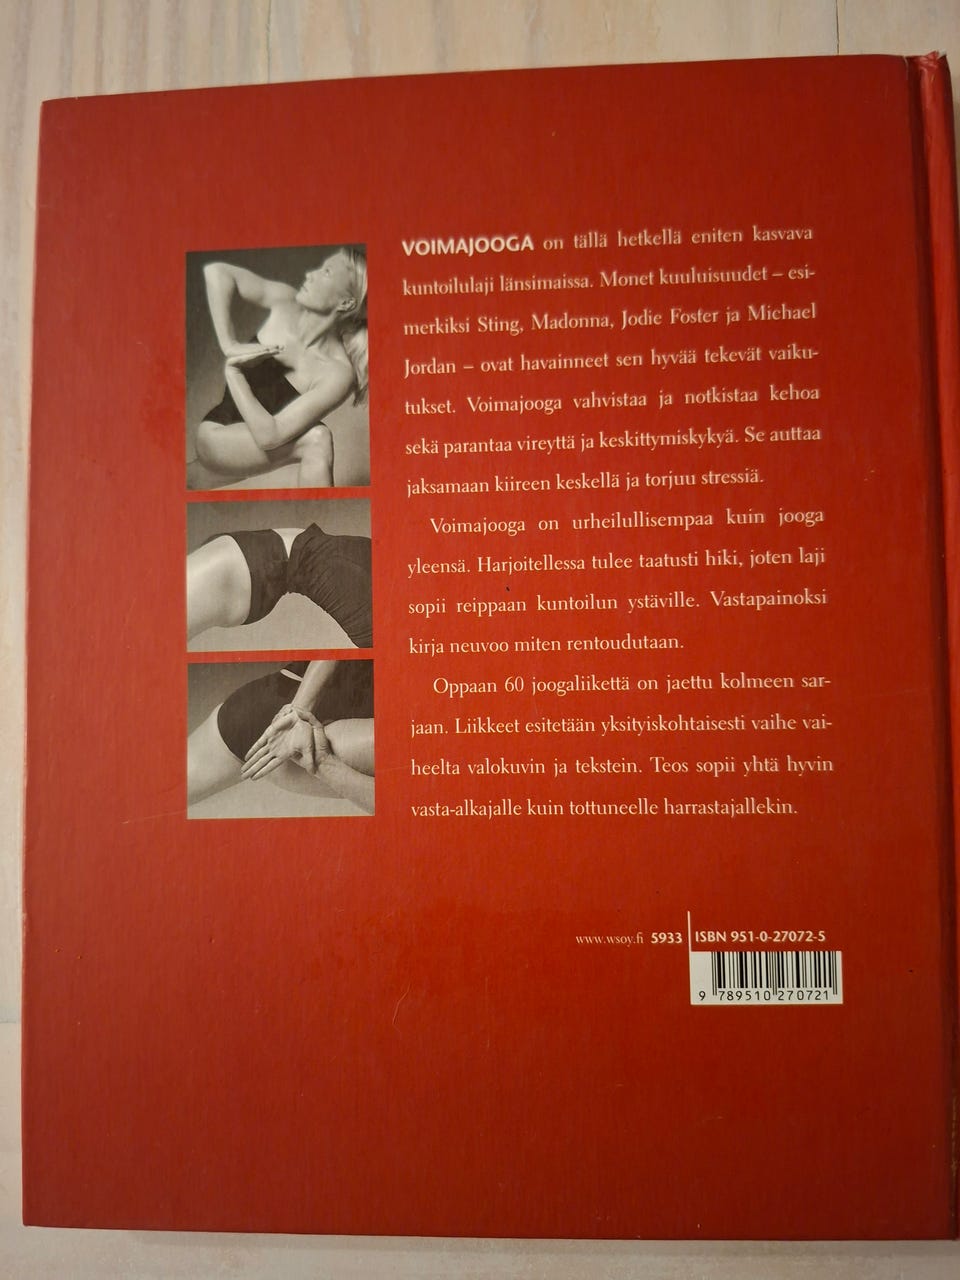 VOIMAJOOGA on tällä hetkellä eniten kasvava
kuntoilulaji länsimaissa. Monet kuuluisuudet – esi-
merkiksi Sting, Madonna, Jodie Foster ja Michael
Jordan – ovat havainneet sen hyvää tekevät vaiku-
tukset. Voimajooga vahvistaa ja notkistaa kehoa
sekä parantaa vireyttä ja keskittymiskykyä. Se auttaa
jaksamaan kiireen keskellä ja torjuu stressiä.
Voimajooga on urheilullisempaa kuin jooga
yleensä. Harjoitellessa tulee taatusti hiki, joten laji
sopii reippaan kuntoilun ystäville. Vastapainoksi
kirja neuvoo miten rentoudutaan.
Oppaan 60 joogaliikettä on jaettu kolmeen sar-
jaan. Liikkeet esitetään yksityiskohtaisesti vaihe vai-
heelta valokuvin ja tekstein. Teos sopii yhtä hyvin
vasta-alkajalle kuin tottuneelle harrastajallekin.
www.wsoy.fi 5933 ISBN 951-0-27072-5
9 789510 270721